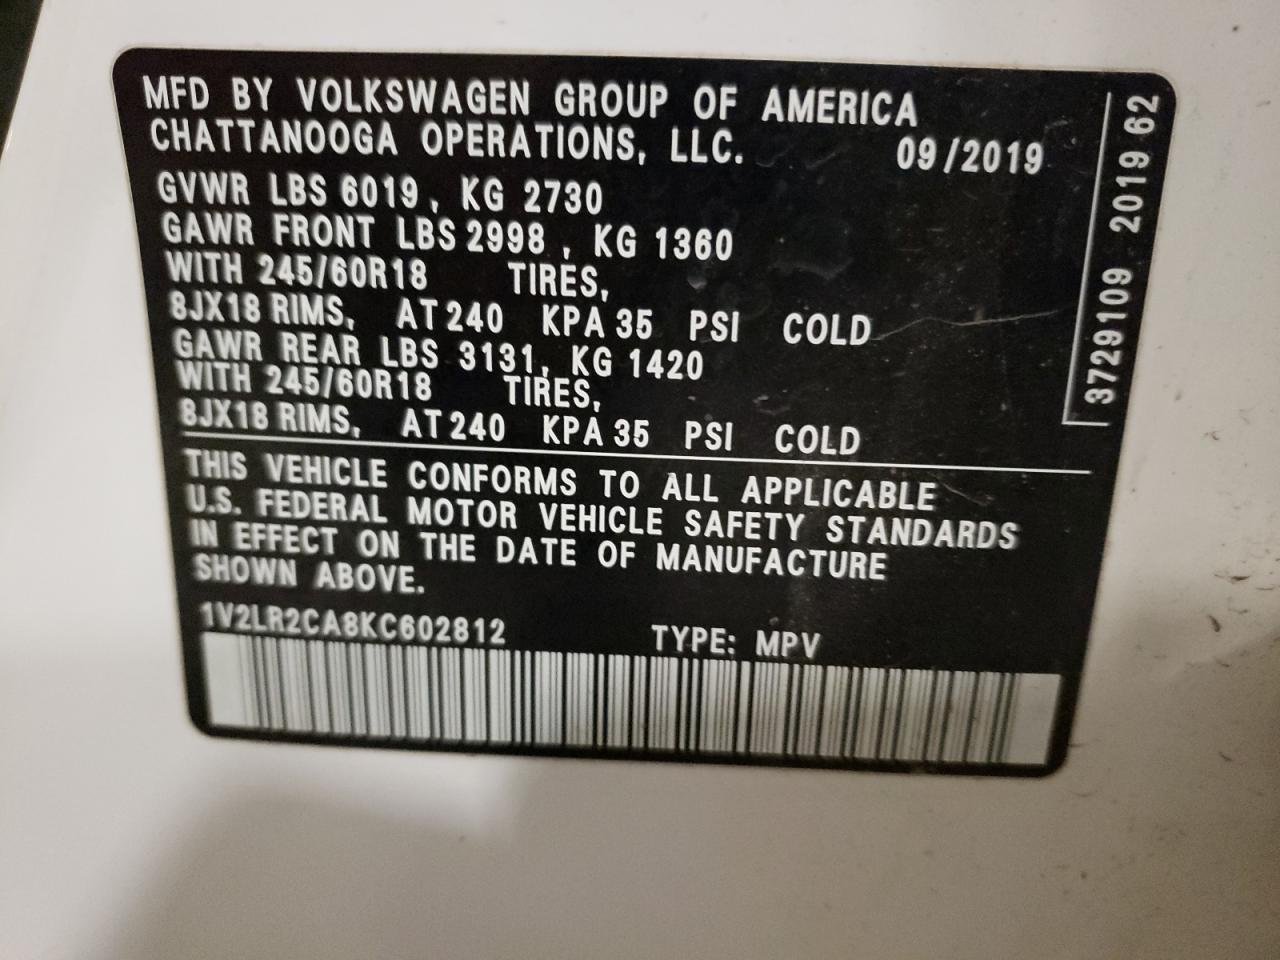 MFD BY VOLKSWAGEN GROUP OF AMERICA
CHATTANOOGA OPERATIONS, LLC. 09/2019
GVWR LBS 6019, KG 2730
GAWR FRONT LBS 2998 , KG 1360
WITH 245/60R18 TIRES,
8JX18 RIMS, AT 240 KPA 35 PSI COLD
GAWR REAR LBS 3131, KG 1420
WITH 245/60R18 TIRES,
8JX18 RIMS, AT 240 KPA 35 PSI COLD
THIS VEHICLE CONFORMS TO ALL APPLICABLE
U.S. FEDERAL MOTOR VEHICLE SAFETY STANDARDS
IN EFFECT ON THE DATE OF MANUFACTURE
SHOWN ABOVE.
1V2LR2CA8KC602812 TYPE: MPV
3729109 2019 62